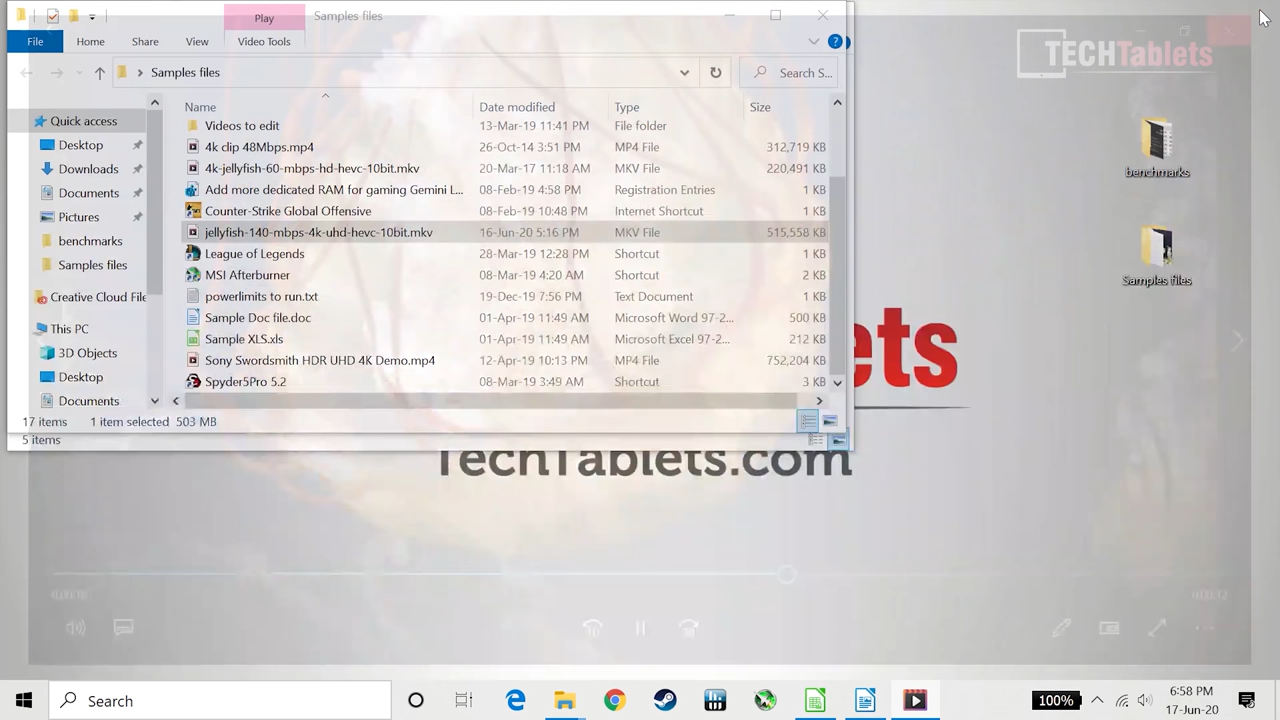 Play
Samples files
File
Home
Share
View
Video Tools
?
TECHTablets
Samples files
Search S...
Name
Date modified
Type
Size
Quick access
Desktop
Downloads
Documents
Pictures
benchmarks
Samples files
Creative Cloud File
This PC
3D Objects
Desktop
Documents
Videos to edit 13-Mar-19 11:41 PM File folder
4k clip 48Mbps.mp4 26-Oct-14 3:51 PM MP4 File 312,719 KB
4k-jellyfish-60-mbps-hd-hevc-10bit.mkv 20-Mar-17 11:18 AM MKV File 220,491 KB
Add more dedicated RAM for gaming Gemini L... 08-Feb-19 4:58 PM Registration Entries 1 KB
Counter-Strike Global Offensive 08-Feb-19 10:48 PM Internet Shortcut 1 KB
jellyfish-140-mbps-4k-uhd-hevc-10bit.mkv 16-Jun-20 5:16 PM MKV File 515,558 KB
League of Legends 28-Mar-19 12:28 PM Shortcut 1 KB
MSI Afterburner 08-Mar-19 4:20 AM Shortcut 2 KB
powerlimits to run.txt 19-Dec-19 7:56 PM Text Document 1 KB
Sample Doc file.doc 01-Apr-19 11:49 AM Microsoft Word 97-2... 500 KB
Sample XLS.xls 01-Apr-19 11:49 AM Microsoft Excel 97-2... 212 KB
Sony Swordsmith HDR UHD 4K Demo.mp4 12-Apr-19 10:13 PM MP4 File 752,204 KB
Spyder5Pro 5.2 08-Mar-19 3:49 AM Shortcut 3 KB
17 items 1 item selected 503 MB
5 items
benchmarks
Samples files
ets
TechTablets.com
10
30
Search
100%
6:58 PM
17-Jun-20